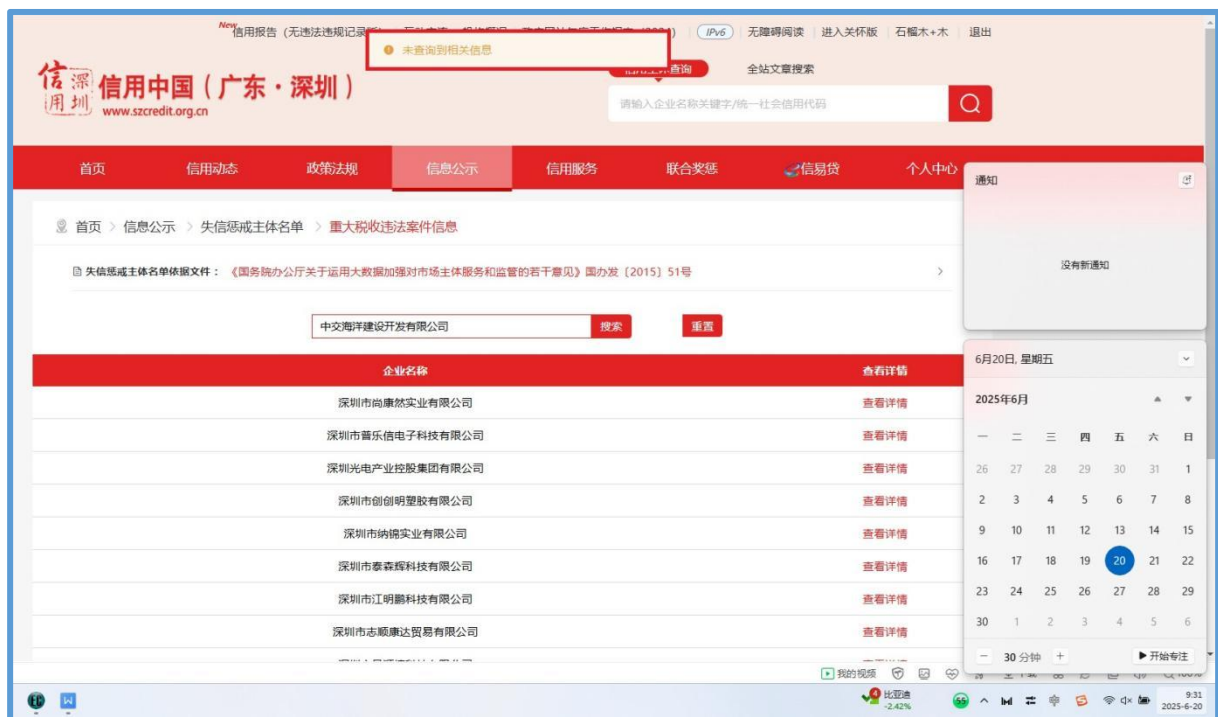 New
信用报告（无违法违规记录
IPv6 无障碍阅读 进入关怀版 石榴木+木 退出
未查询到相关信息
信 深
用 圳
信用中国（广东·深圳）
www.szcredit.org.cn
全站文章搜索
请输入企业名称关键字/统一社会信用代码
首页 信用动态 政策法规 信息公示 信用服务 联合奖惩 信易贷 个人中心
首页 > 信息公示 > 失信惩戒主体名单 > 重大税收违法案件信息
失信惩戒主体名单依据文件： 《国务院办公厅关于运用大数据加强对市场主体服务和监管的若干意见》国办发〔2015〕51号 >
中交海洋建设开发有限公司 搜索 重置
企业名称 查看详情
深圳市尚康然实业有限公司 查看详情
深圳市普乐信电子科技有限公司 查看详情
深圳光电产业控股集团有限公司 查看详情
深圳市创创明塑胶有限公司 查看详情
深圳市纳锦实业有限公司 查看详情
深圳市泰森辉科技有限公司 查看详情
深圳市江明鹏科技有限公司 查看详情
深圳市志顺康达贸易有限公司 查看详情
通知
没有新通知
6月20日, 星期五
2025年6月
一 二 三 四 五 六 日
26 27 28 29 30 31 1
2 3 4 5 6 7 8
9 10 11 12 13 14 15
16 17 18 19 20 21 22
23 24 25 26 27 28 29
30 1 2 3 4 5 6
30 分钟 开始专注
我的视频
100%
4 比亚迪
-2.42%
55
中
9:31
2025-6-20